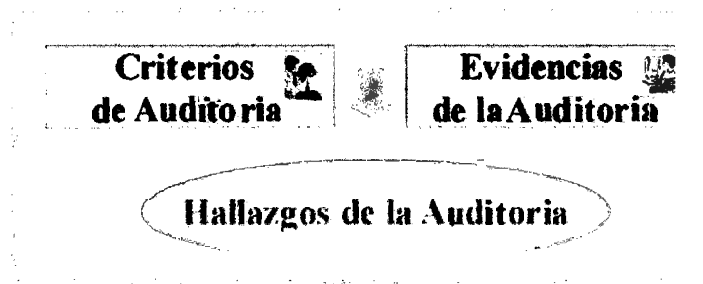 Criterios
de Auditoria
Evidencias
de la Auditoria
Hallazgos de la Auditoria